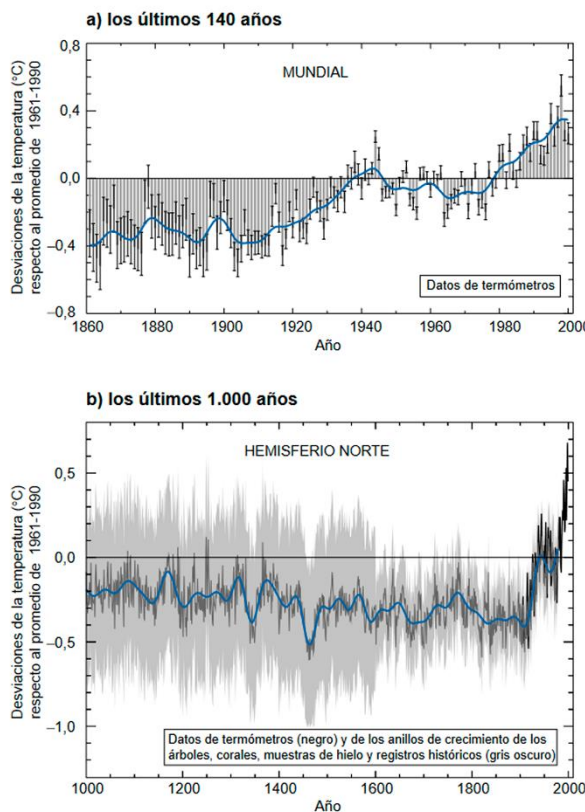 a) los últimos 140 años
Desviaciones de la temperatura (°C)
respecto al promedio de 1961-1990
0,8
0,4
0,0
−0,4
−0,8
MUNDIAL
Datos de termómetros
1860 1880 1900 1920 1940 1960 1980 2000
Año
b) los últimos 1.000 años
Desviaciones de la temperatura (°C)
respecto al promedio de 1961-1990
0,5
0,0
−0,5
−1,0
HEMISFERIO NORTE
Datos de termómetros (negro) y de los anillos de crecimiento de los
árboles, corales, muestras de hielo y registros históricos (gris oscuro)
1000 1200 1400 1600 1800 2000
Año